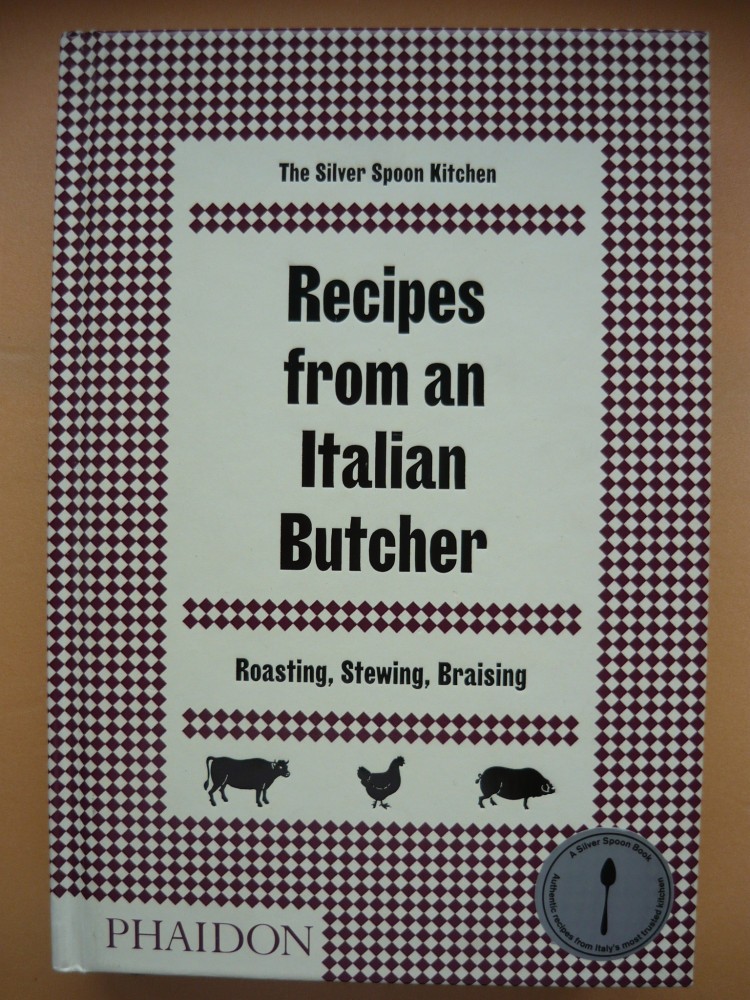 The Silver Spoon Kitchen
Recipes
from an
Italian
Butcher
Roasting, Stewing, Braising
A Silver Spoon Book
Authentic recipes from Italy's most trusted kitchen
PHAIDON